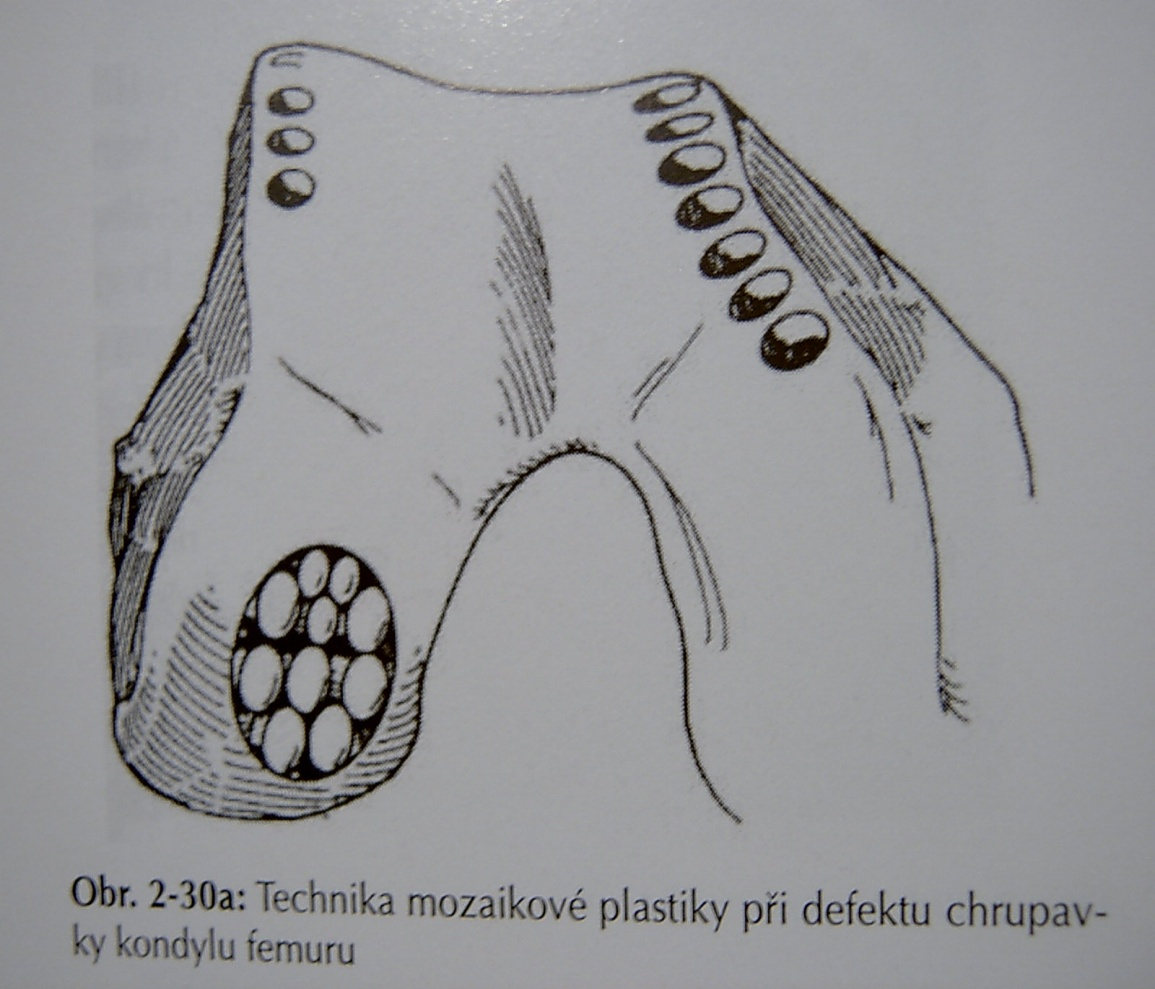 Obr. 2-30a: Technika mozaikové plastiky při defektu chrupav-
ky kondylu femuru